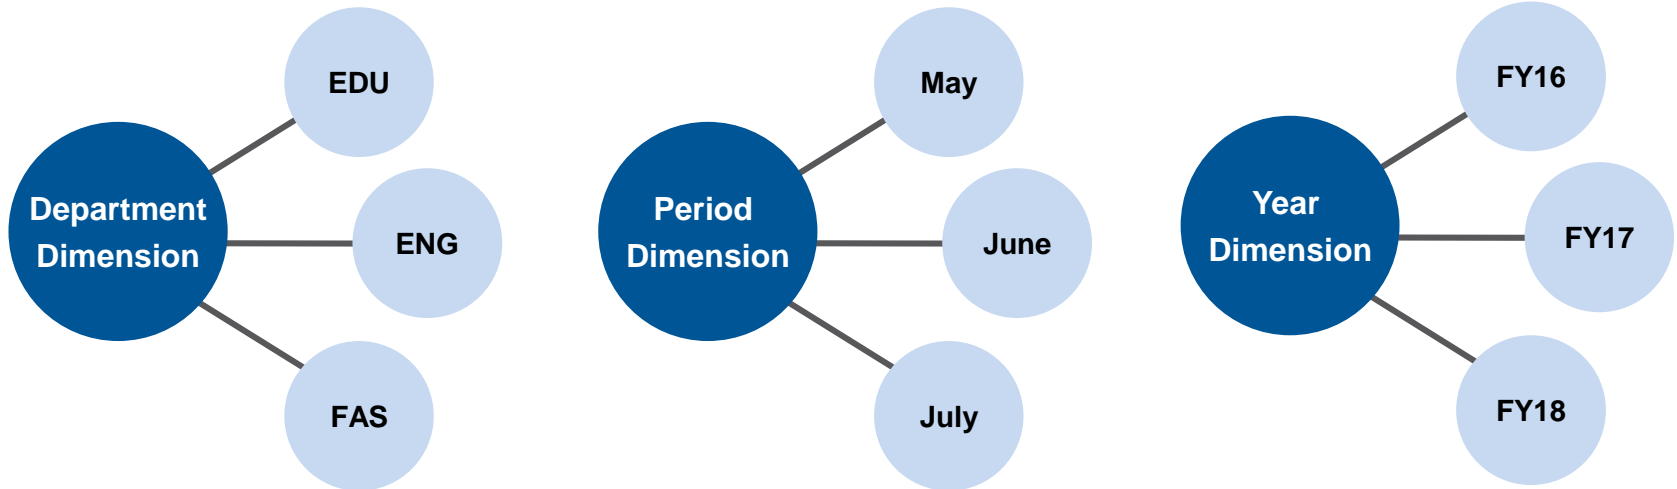 Department
Dimension
EDU
ENG
FAS
Period
Dimension
May
June
July
Year
Dimension
FY16
FY17
FY18